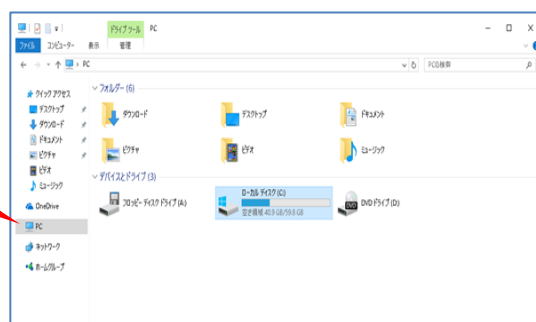 ドライブ ツール PC
ファイル コンピューター 表示 管理
PC PCの検索
クイック アクセス
デスクトップ
ダウンロード
ドキュメント
ピクチャ
ビデオ
ミュージック
OneDrive
PC
ネットワーク
ホームグループ
フォルダー (6)
ダウンロード デスクトップ ドキュメント
ピクチャ ビデオ ミュージック
デバイスとドライブ (3)
フロッピー ディスク ドライブ (A:) ローカル ディスク (C:) DVD ドライブ (D:)
空き領域 40.9 GB/59.8 GB
DVD